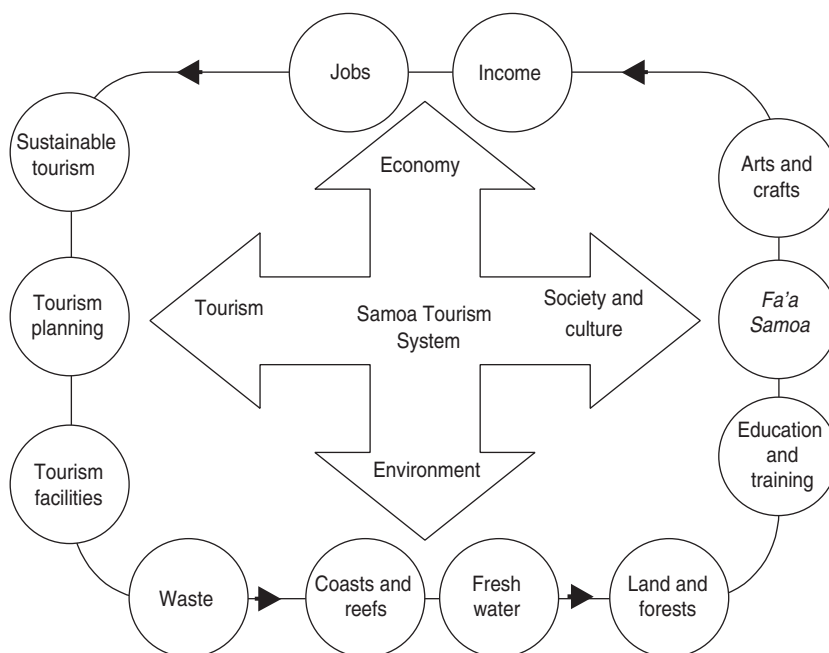 Jobs
Income
Sustainable
tourism
Economy
Arts and
crafts
Tourism
planning
Tourism
Samoa Tourism
System
Society and
culture
Fa'a
Samoa
Tourism
facilities
Environment
Education
and
training
Waste
Coasts and
reefs
Fresh
water
Land and
forests